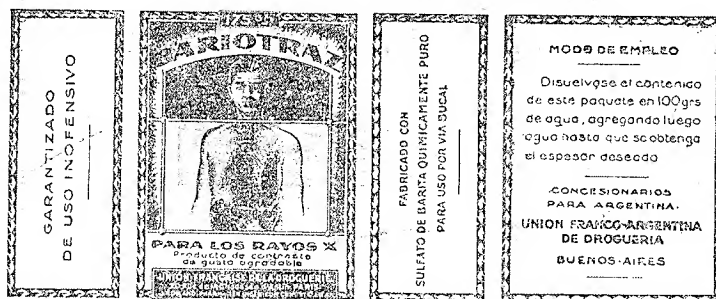 GARANTIZADO
DE USO INOFENSIVO
BARIOTRAZ
PARA LOS RAYOS X
Producto de contraste
de gusto agradable
FABRICADO CON
SULFATO DE BARITA QUIMICAMENTE PURO
PARA USO POR VIA BUCAL
MODO DE EMPLEO
Disuelvase el contenido
de este paquete en 100grs
de agua, agregando luego
agua hasta que se obtenga
el espesor deseado
CONCESIONARIOS
PARA ARGENTINA.
UNION FRANCO-ARGENTINA
DE DROGUERIA
BUENOS-AIRES